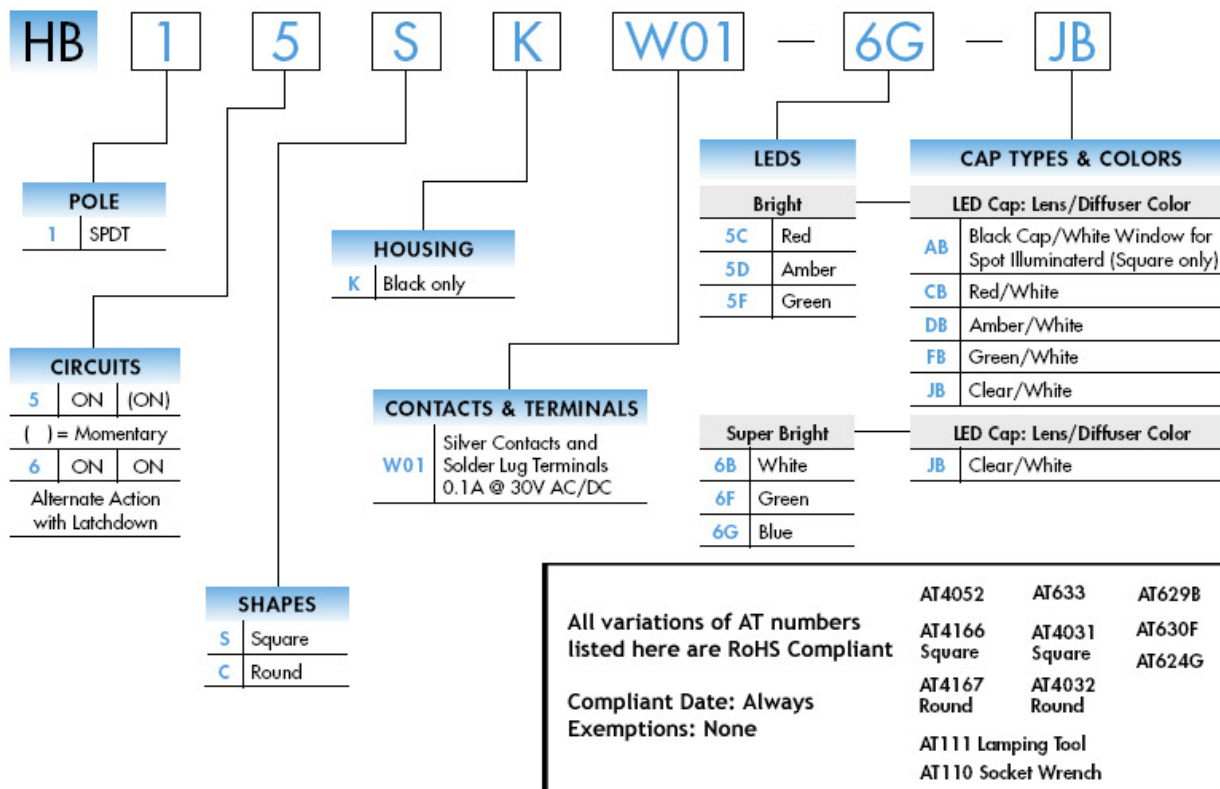 HB 1 5 S K W01 — 6G — JB
POLE
1 SPDT
CIRCUITS
5 ON (ON)
( ) = Momentary
6 ON ON
Alternate Action
with Latchdown
SHAPES
S Square
C Round
HOUSING
K Black only
CONTACTS & TERMINALS
W01 Silver Contacts and
Solder Lug Terminals
0.1A @ 30V AC/DC
LEDS
Bright
5C Red
5D Amber
5F Green
Super Bright
6B White
6F Green
6G Blue
CAP TYPES & COLORS
LED Cap: Lens/Diffuser Color
AB Black Cap/White Window for
Spot Illuminaterd (Square only)
CB Red/White
DB Amber/White
FB Green/White
JB Clear/White
LED Cap: Lens/Diffuser Color
JB Clear/White
All variations of AT numbers
listed here are RoHS Compliant
Compliant Date: Always
Exemptions: None
AT4052 AT633 AT629B
AT4166 AT4031 AT630F
Square Square
AT624G
AT4167 AT4032
Round Round
AT111 Lamping Tool
AT110 Socket Wrench